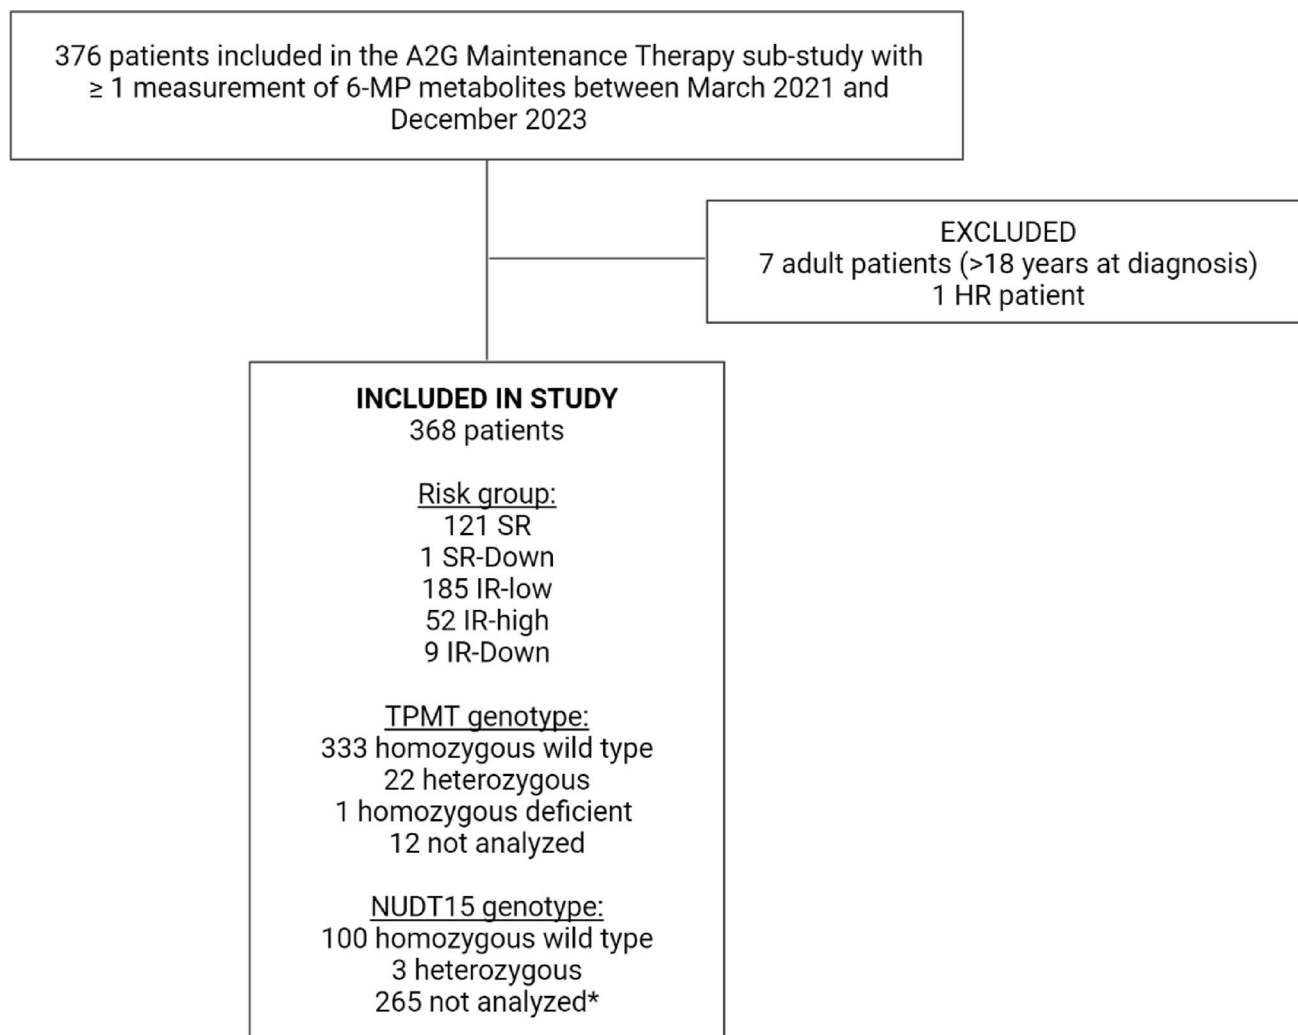 376 patients included in the A2G Maintenance Therapy sub-study with
≥ 1 measurement of 6-MP metabolites between March 2021 and
December 2023
EXCLUDED
7 adult patients (>18 years at diagnosis)
1 HR patient
INCLUDED IN STUDY
368 patients
Risk group:
121 SR
1 SR-Down
185 IR-low
52 IR-high
9 IR-Down
TPMT genotype:
333 homozygous wild type
22 heterozygous
1 homozygous deficient
12 not analyzed
NUDT15 genotype:
100 homozygous wild type
3 heterozygous
265 not analyzed*